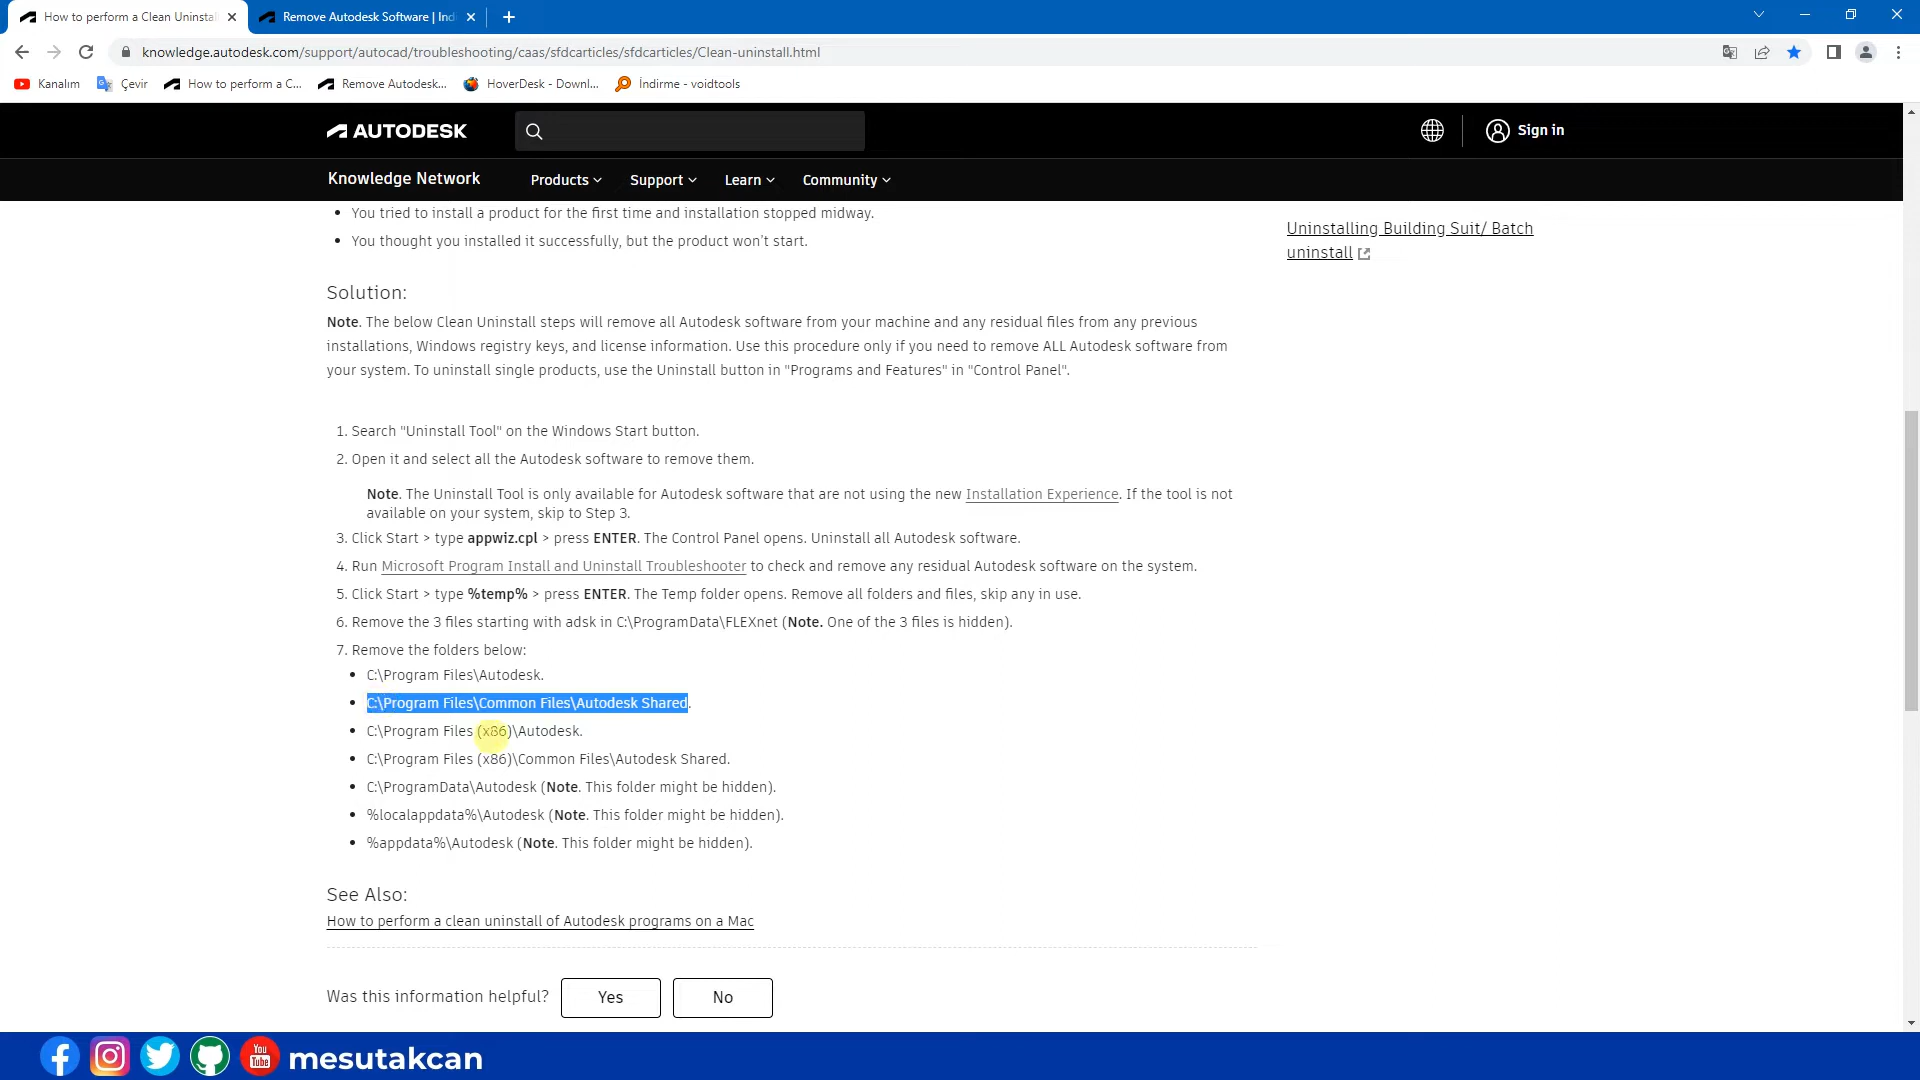 How to perform a Clean Uninstal
Remove Autodesk Software | Ind
knowledge.autodesk.com/support/autocad/troubleshooting/caas/sfdcarticles/sfdcarticles/Clean-uninstall.html
Kanalım
Çevir
How to perform a C...
Remove Autodesk...
HoverDesk - Downl...
İndirme - voidtools
AUTODESK
Sign in
Knowledge Network
Products
Support
Learn
Community
• You tried to install a product for the first time and installation stopped midway.
• You thought you installed it successfully, but the product won't start.
Uninstalling Building Suit/ Batch
uninstall
Solution:
Note. The below Clean Uninstall steps will remove all Autodesk software from your machine and any residual files from any previous
installations, Windows registry keys, and license information. Use this procedure only if you need to remove ALL Autodesk software from
your system. To uninstall single products, use the Uninstall button in "Programs and Features" in "Control Panel".
1. Search "Uninstall Tool" on the Windows Start button.
2. Open it and select all the Autodesk software to remove them.
Note. The Uninstall Tool is only available for Autodesk software that are not using the new Installation Experience. If the tool is not
available on your system, skip to Step 3.
3. Click Start > type appwiz.cpl > press ENTER. The Control Panel opens. Uninstall all Autodesk software.
4. Run Microsoft Program Install and Uninstall Troubleshooter to check and remove any residual Autodesk software on the system.
5. Click Start > type %temp% > press ENTER. The Temp folder opens. Remove all folders and files, skip any in use.
6. Remove the 3 files starting with adsk in C:\ProgramData\FLEXnet (Note. One of the 3 files is hidden).
7. Remove the folders below:
• C:\Program Files\Autodesk.
• C:\Program Files\Common Files\Autodesk Shared.
• C:\Program Files (x86)\Autodesk.
• C:\Program Files (x86)\Common Files\Autodesk Shared.
• C:\ProgramData\Autodesk (Note. This folder might be hidden).
• %localappdata%\Autodesk (Note. This folder might be hidden).
• %appdata%\Autodesk (Note. This folder might be hidden).
See Also:
How to perform a clean uninstall of Autodesk programs on a Mac
Was this information helpful?
Yes
No
You
Tube
mesutakcan